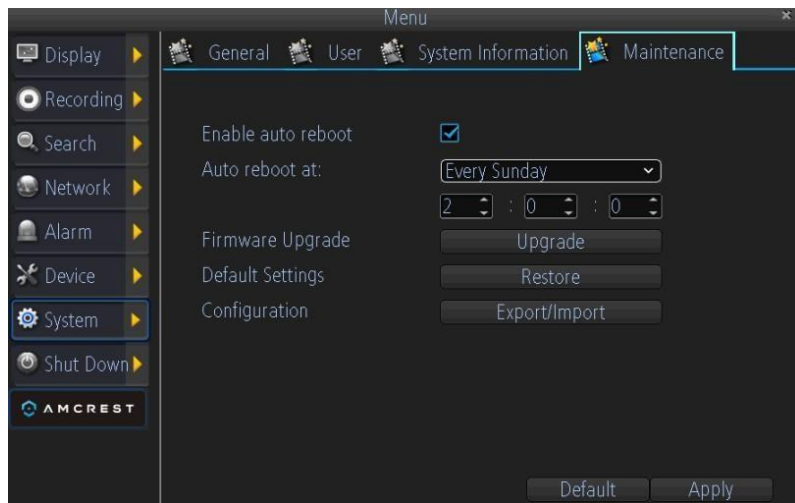 Menu
Display
Recording
Search
Network
Alarm
Device
System
Shut Down
AMCREST
General User System Information Maintenance
Enable auto reboot
Auto reboot at: Every Sunday
2 : 0 : 0
Firmware Upgrade Upgrade
Default Settings Restore
Configuration Export/Import
Default Apply